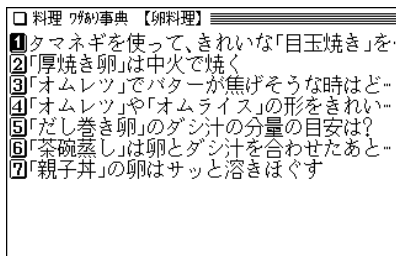 料理 ワザあり事典 【卵料理】
1 タマネギを使って、きれいな「目玉焼き」を…
2 「厚焼き卵」は中火で焼く
3 「オムレツ」でバターが焦げそうな時はど…
4 「オムレツ」や「オムライス」の形をきれい…
5 「だし巻き卵」のダシ汁の分量の目安は?
6 「茶碗蒸し」は卵とダシ汁を合わせたあと…
7 「親子丼」の卵はサッと溶きほぐす